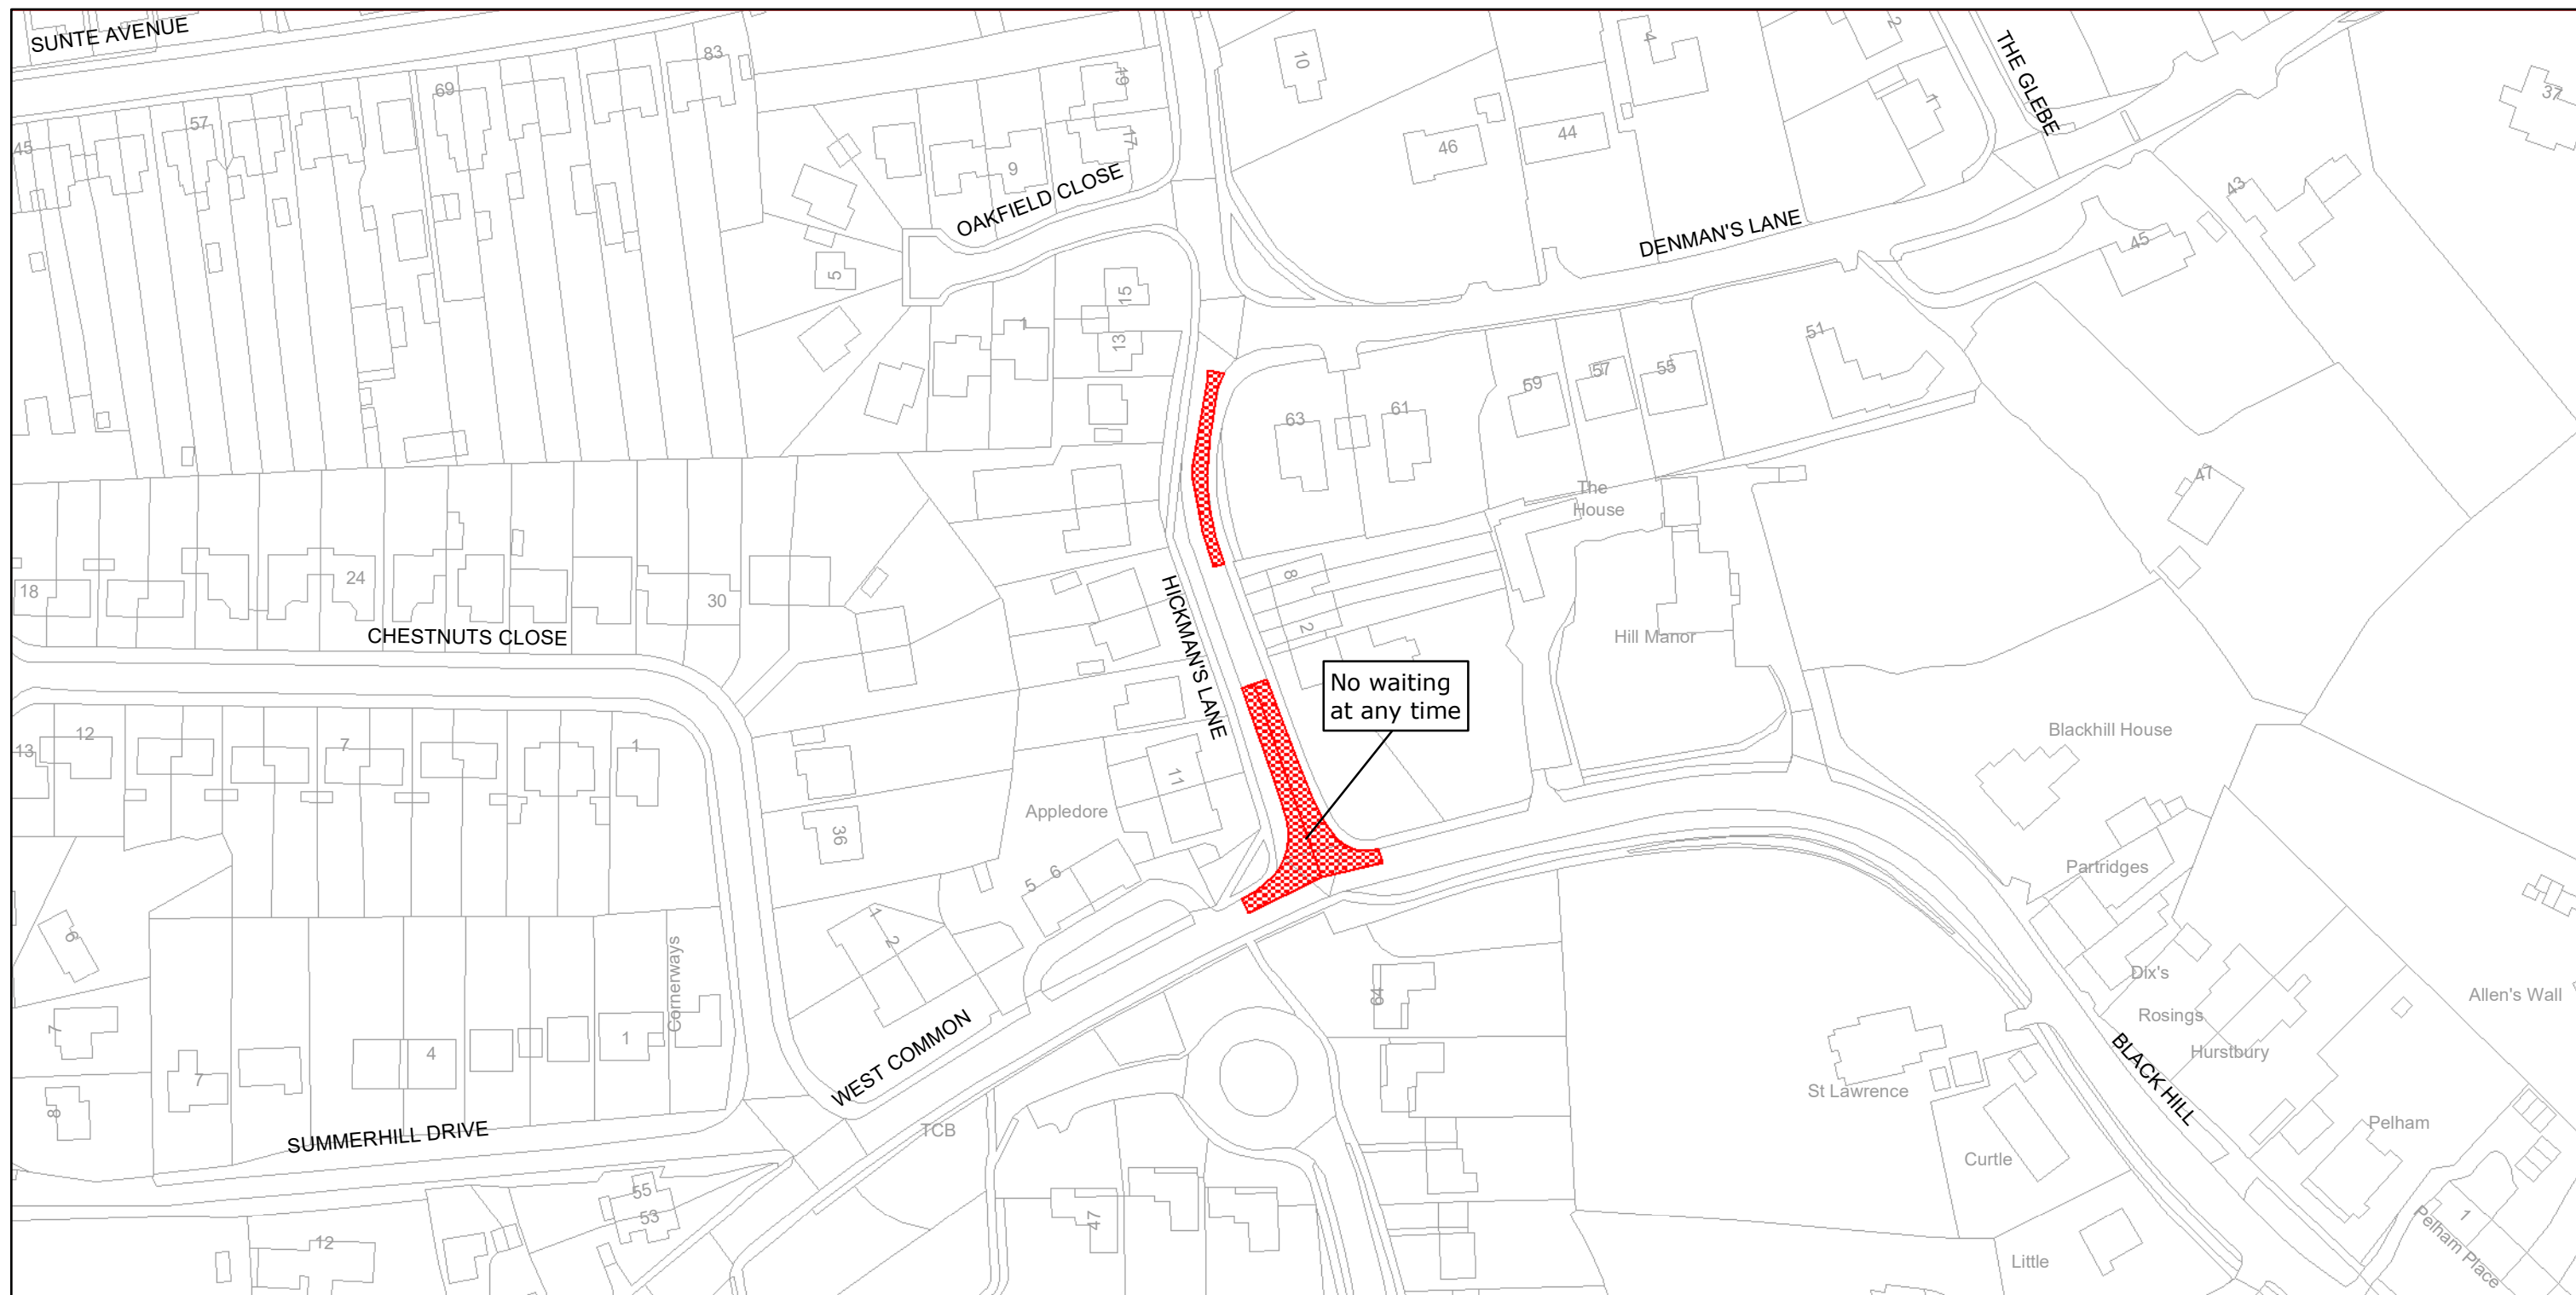 SUNTE AVENUE
83
69
57
45
19
17
9
OAKFIELD CLOSE
5
15
1
13
10
4
2
1
THE GLEBE
46
44
DENMAN'S LANE
37
43
45
51
55
57
59
61
63
47
The
House
Hill Manor
8
2
HICKMAN'S LANE
18
24
30
CHESTNUTS CLOSE
No waiting
at any time
13
12
7
1
Appledore
11
36
5
6
1
2
Blackhill House
Partridges
Dix's
Rosings
Hurstbury
Allen's Wall
BLACK HILL
Pelham
1
Pelham Place
St Lawrence
Curtle
Little
64
WEST COMMON
TCB
47
Cornerways
6
7
8
7
4
1
SUMMERHILL DRIVE
55
53
12